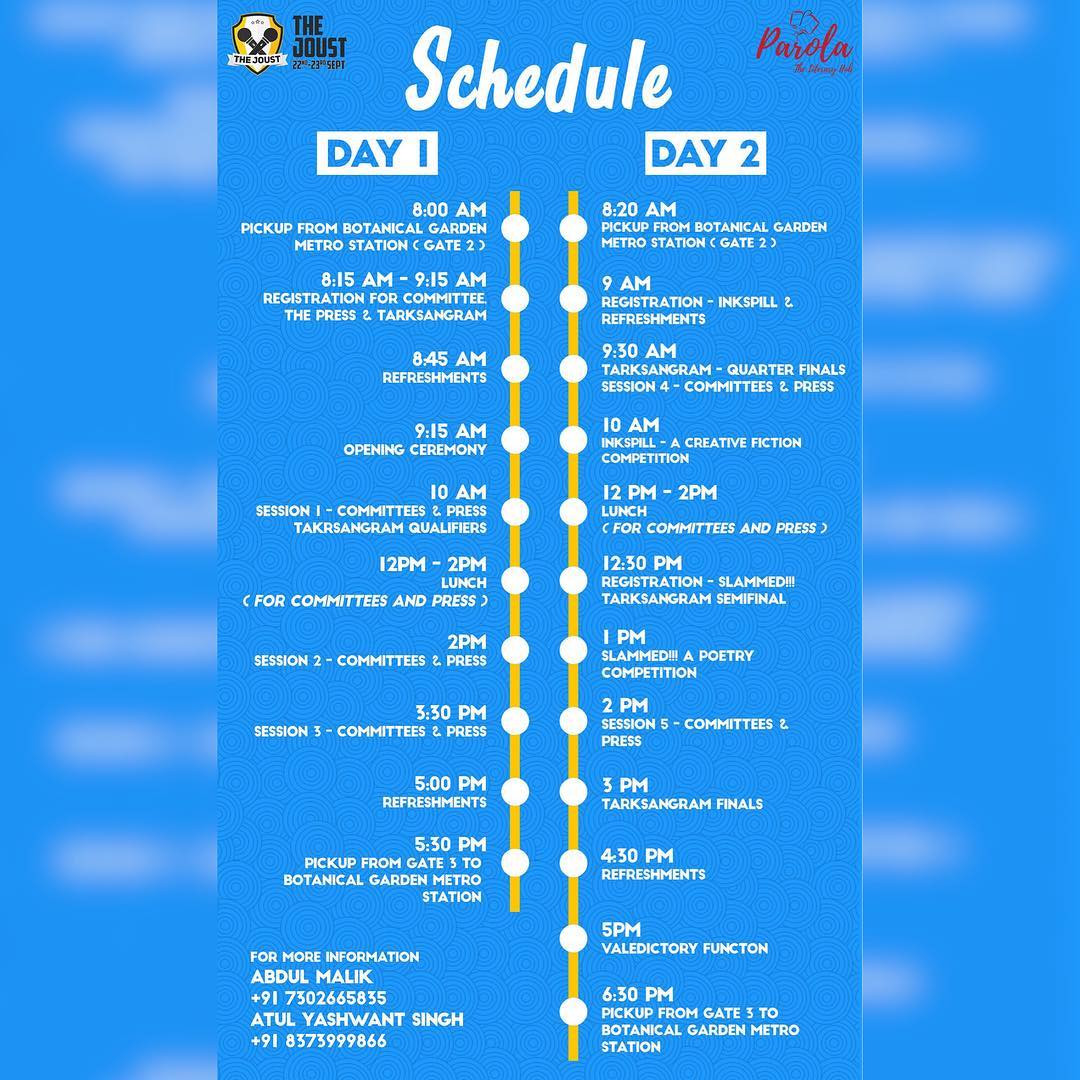 THE JOUST
THE
JOUST
22ND-23RD SEPT
Parola
The Literary Hub
Schedule
DAY 1
8:00 AM
PICKUP FROM BOTANICAL GARDEN
METRO STATION ( GATE 2 )
8:15 AM - 9:15 AM
REGISTRATION FOR COMMITTEE,
THE PRESS & TARKSANGRAM
8:45 AM
REFRESHMENTS
9:15 AM
OPENING CEREMONY
10 AM
SESSION 1 - COMMITTEES & PRESS
TAKRSANGRAM QUALIFIERS
12PM - 2PM
LUNCH
( FOR COMMITTEES AND PRESS )
2PM
SESSION 2 - COMMITTEES & PRESS
3:30 PM
SESSION 3 - COMMITTEES & PRESS
5:00 PM
REFRESHMENTS
5:30 PM
PICKUP FROM GATE 3 TO
BOTANICAL GARDEN METRO
STATION
FOR MORE INFORMATION
ABDUL MALIK
+91 7302665835
ATUL YASHWANT SINGH
+91 8373999866
DAY 2
8:20 AM
PICKUP FROM BOTANICAL GARDEN
METRO STATION ( GATE 2 )
9 AM
REGISTRATION - INKSPILL &
REFRESHMENTS
9:30 AM
TARKSANGRAM - QUARTER FINALS
SESSION 4 - COMMITTEES & PRESS
10 AM
INKSPILL - A CREATIVE FICTION
COMPETITION
12 PM - 2PM
LUNCH
( FOR COMMITTEES AND PRESS )
12:30 PM
REGISTRATION - SLAMMED!!!
TARKSANGRAM SEMIFINAL
1 PM
SLAMMED!!! A POETRY
COMPETITION
2 PM
SESSION 5 - COMMITTEES &
PRESS
3 PM
TARKSANGRAM FINALS
4:30 PM
REFRESHMENTS
5PM
VALEDICTORY FUNCTON
6:30 PM
PICKUP FROM GATE 3 TO
BOTANICAL GARDEN METRO
STATION